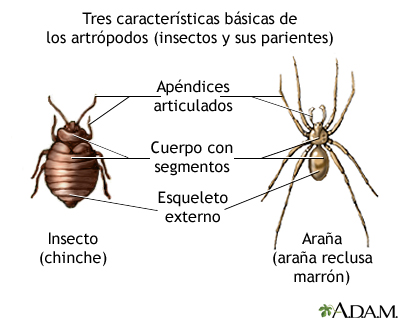 Tres características básicas de
los artrópodos (insectos y sus parientes)
Apéndices
articulados
Cuerpo con
segmentos
Esqueleto
externo
Insecto
(chinche)
Araña
(araña reclusa
marrón)
ADAM.